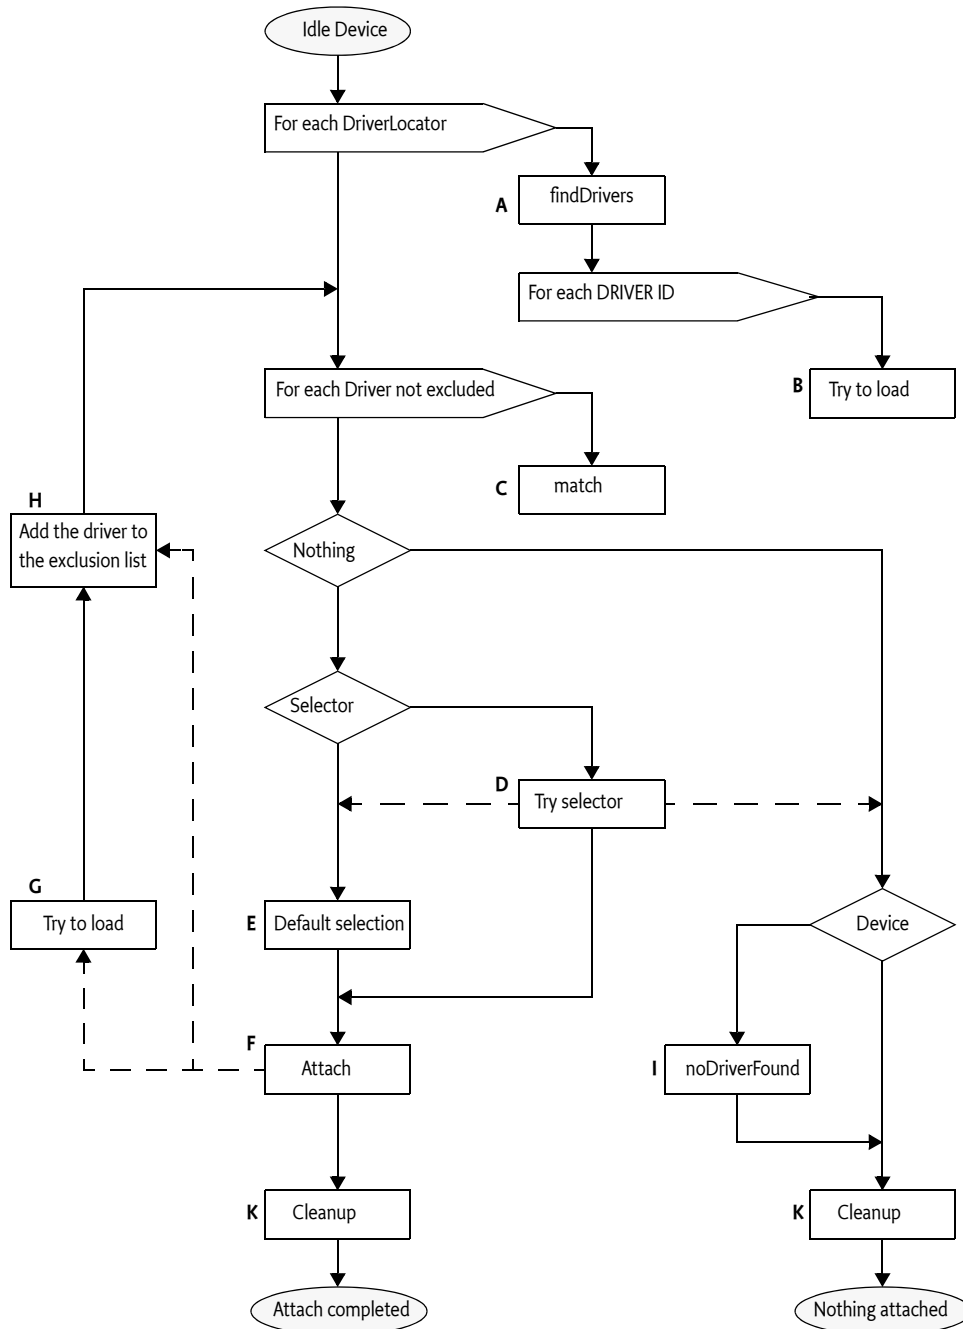 Idle Device
For each DriverLocator
A
findDrivers
For each DRIVER ID
For each Driver not excluded
B
Try to load
C
match
H
Add the driver to
the exclusion list
Nothing
Selector
D
Try selector
G
Try to load
E
Default selection
Device
F
Attach
I
noDriverFound
K
Cleanup
K
Cleanup
Attach completed
Nothing attached